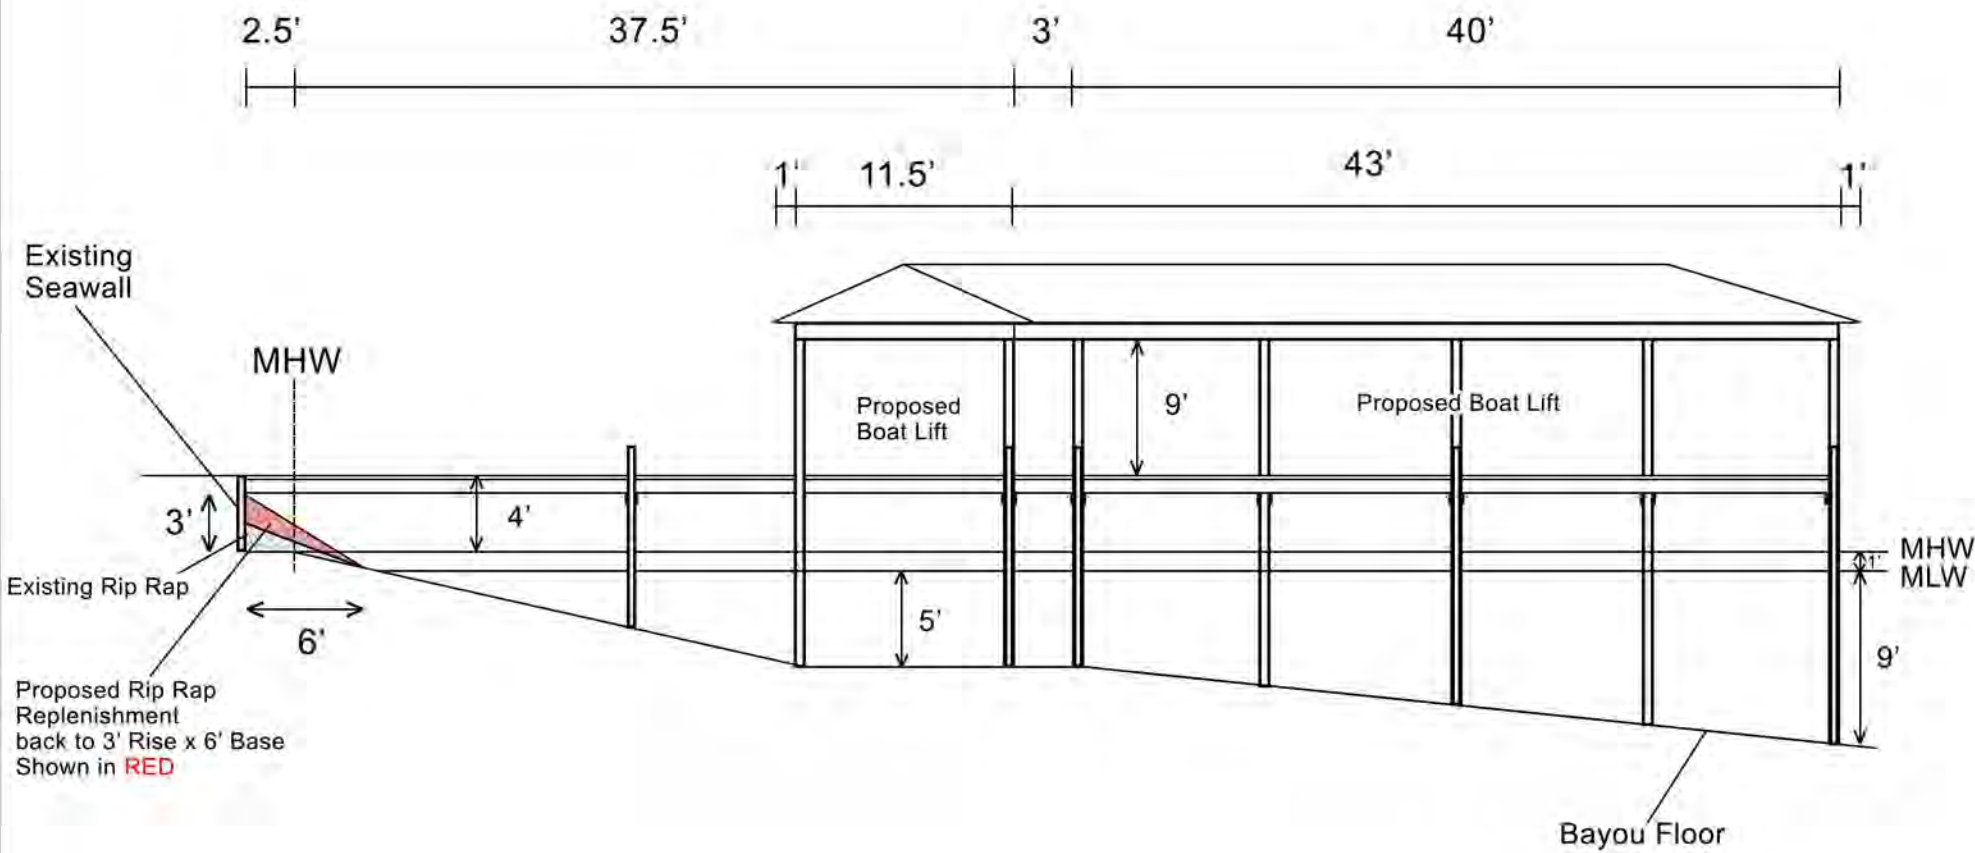 2.5' 37.5' 3' 40'
1' 11.5' 43' 1'
Existing
Seawall
MHW
Proposed
Boat Lift
9'
Proposed Boat Lift
3'
4'
MHW
1'
MLW
Existing Rip Rap
6'
5'
9'
Proposed Rip Rap
Replenishment
back to 3' Rise x 6' Base
Shown in RED
Bayou Floor